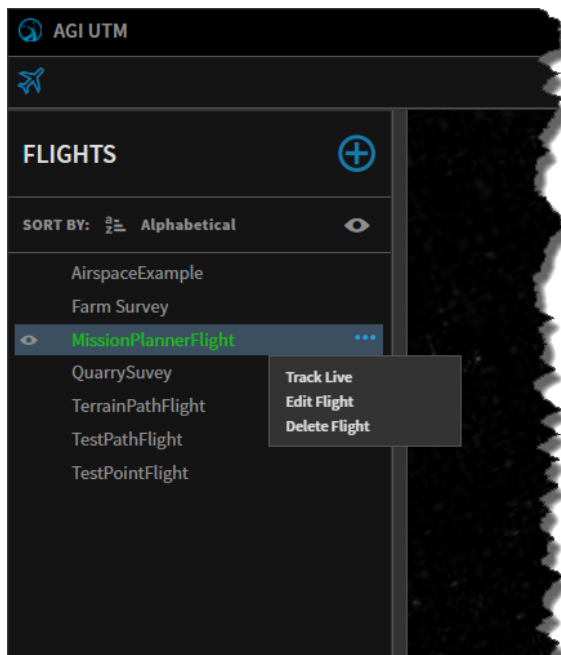 AGI UTM
FLIGHTS
SORT BY: Alphabetical
AirspaceExample
Farm Survey
MissionPlannerFlight
QuarrySuvey
Track Live
TerrainPathFlight
Edit Flight
Delete Flight
TestPathFlight
TestPointFlight